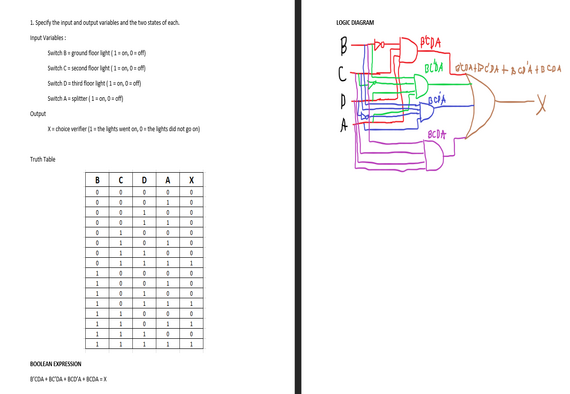 1. Specify the input and output variables and the two states of each.
Input Variables :
Switch B = ground floor light ( 1 = on, 0 = off)
Switch C = second floor light ( 1 = on, 0 = off)
Switch D = third floor light ( 1 = on, 0 = off)
Switch A = splitter ( 1 = on, 0 = off)
Output
X = choice verifier (1 = the lights went on, 0 = the lights did not go on)
Truth Table
B C D A X
0 0 0 0 0
0 0 0 1 0
0 0 1 0 0
0 0 1 1 0
0 1 0 0 0
0 1 0 1 0
0 1 1 0 0
0 1 1 1 1
1 0 0 0 0
1 0 0 1 0
1 0 1 0 0
1 0 1 1 1
1 1 0 0 0
1 1 0 1 1
1 1 1 0 0
1 1 1 1 1
BOOLEAN EXPRESSION
B'CDA + BC'DA + BCD'A + BCDA = X
LOGIC DIAGRAM
B
C
D
A
B'CDA
BC'DA
BCD'A
BCDA
B'CDA+BC'DA + BCD'A + BCDA
X